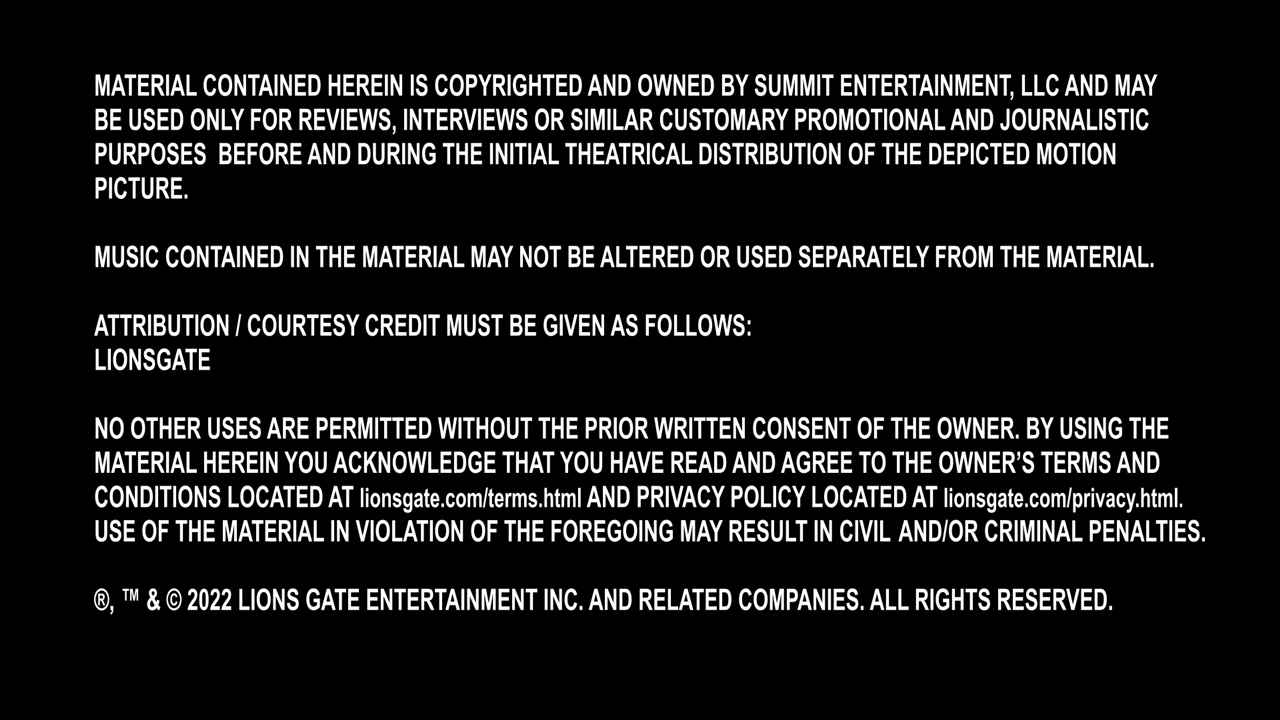 MATERIAL CONTAINED HEREIN IS COPYRIGHTED AND OWNED BY SUMMIT ENTERTAINMENT, LLC AND MAY
BE USED ONLY FOR REVIEWS, INTERVIEWS OR SIMILAR CUSTOMARY PROMOTIONAL AND JOURNALISTIC
PURPOSES  BEFORE AND DURING THE INITIAL THEATRICAL DISTRIBUTION OF THE DEPICTED MOTION
PICTURE.
MUSIC CONTAINED IN THE MATERIAL MAY NOT BE ALTERED OR USED SEPARATELY FROM THE MATERIAL.
ATTRIBUTION / COURTESY CREDIT MUST BE GIVEN AS FOLLOWS:
LIONSGATE
NO OTHER USES ARE PERMITTED WITHOUT THE PRIOR WRITTEN CONSENT OF THE OWNER. BY USING THE
MATERIAL HEREIN YOU ACKNOWLEDGE THAT YOU HAVE READ AND AGREE TO THE OWNER’S TERMS AND
CONDITIONS LOCATED AT lionsgate.com/terms.html AND PRIVACY POLICY LOCATED AT lionsgate.com/privacy.html.
USE OF THE MATERIAL IN VIOLATION OF THE FOREGOING MAY RESULT IN CIVIL AND/OR CRIMINAL PENALTIES.
®, ™ & © 2022 LIONS GATE ENTERTAINMENT INC. AND RELATED COMPANIES. ALL RIGHTS RESERVED.